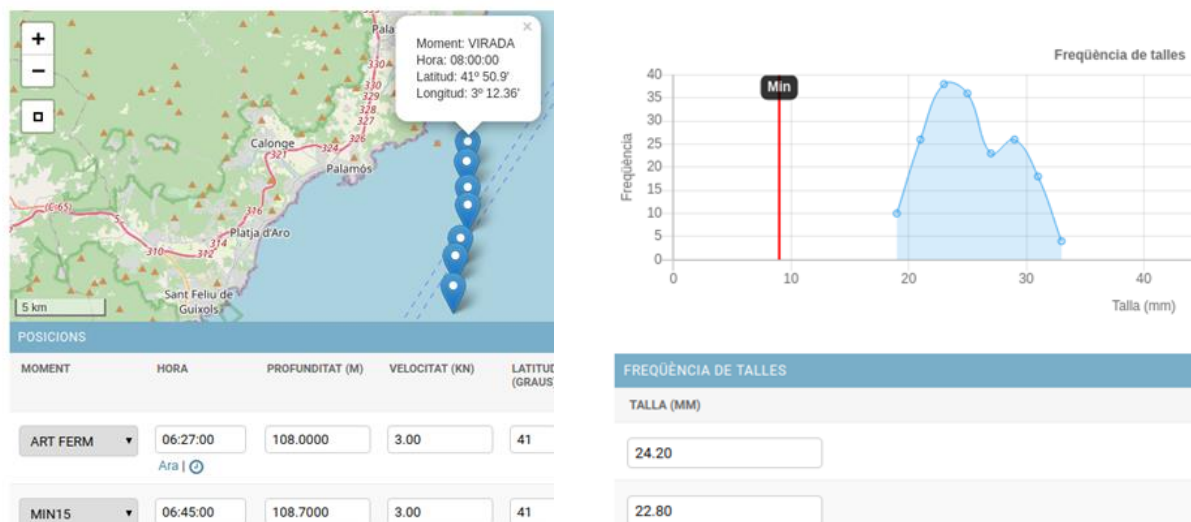 +
−
Pala
330
330
329
328
327
326
324
321
Calonge
Palamós
(C-65)
316
Platja d'Aro
314
312
310
Sant Feliu de
Guíxols
5 km
×
Moment: VIRADA
Hora: 08:00:00
Latitud: 41º 50.9'
Longitud: 3º 12.36'
POSICIONS
MOMENT HORA PROFUNDITAT (M) VELOCITAT (KN) LATITUD
(GRAUS
ART FERM 06:27:00 108.0000 3.00 41
Ara |
MIN15 06:45:00 108.7000 3.00 41
Freqüència de talles
Min
40
35
30
25
20
15
10
5
0
Freqüència
0 10 20 30 40
Talla (mm)
FREQÜÈNCIA DE TALLES
TALLA (MM)
24.20
22.80